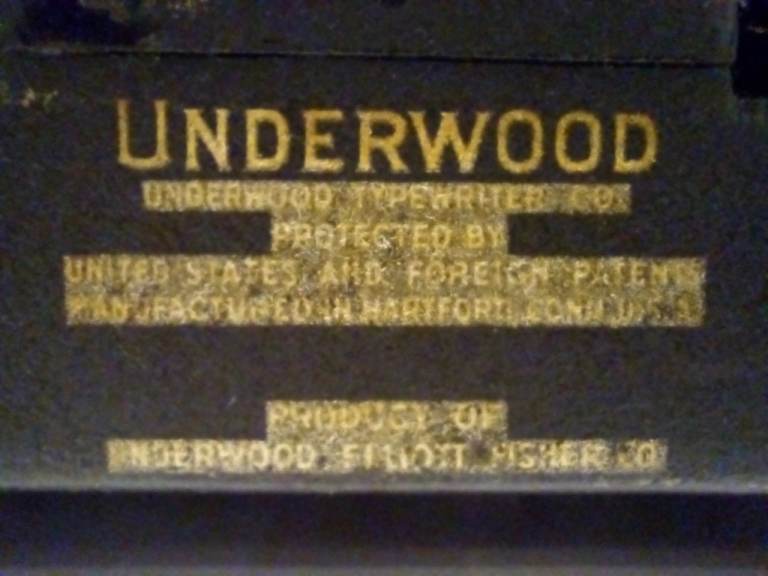 UNDERWOOD
UNDERWOOD TYPEWRITER CO.
PROTECTED BY
UNITED STATES AND FOREIGN PATENTS
MANUFACTURED IN HARTFORD, CONN. U.S.A.
PRODUCT OF
UNDERWOOD ELLIOTT FISHER CO